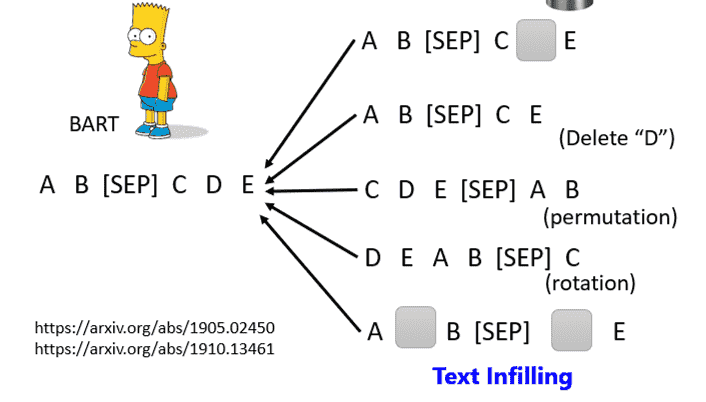 A B [SEP] C E
BART
A B [SEP] C E
(Delete “D”)
A B [SEP] C D E
C D E [SEP] A B
(permutation)
D E A B [SEP] C
(rotation)
https://arxiv.org/abs/1905.02450
https://arxiv.org/abs/1910.13461
A B [SEP] E
Text Infilling